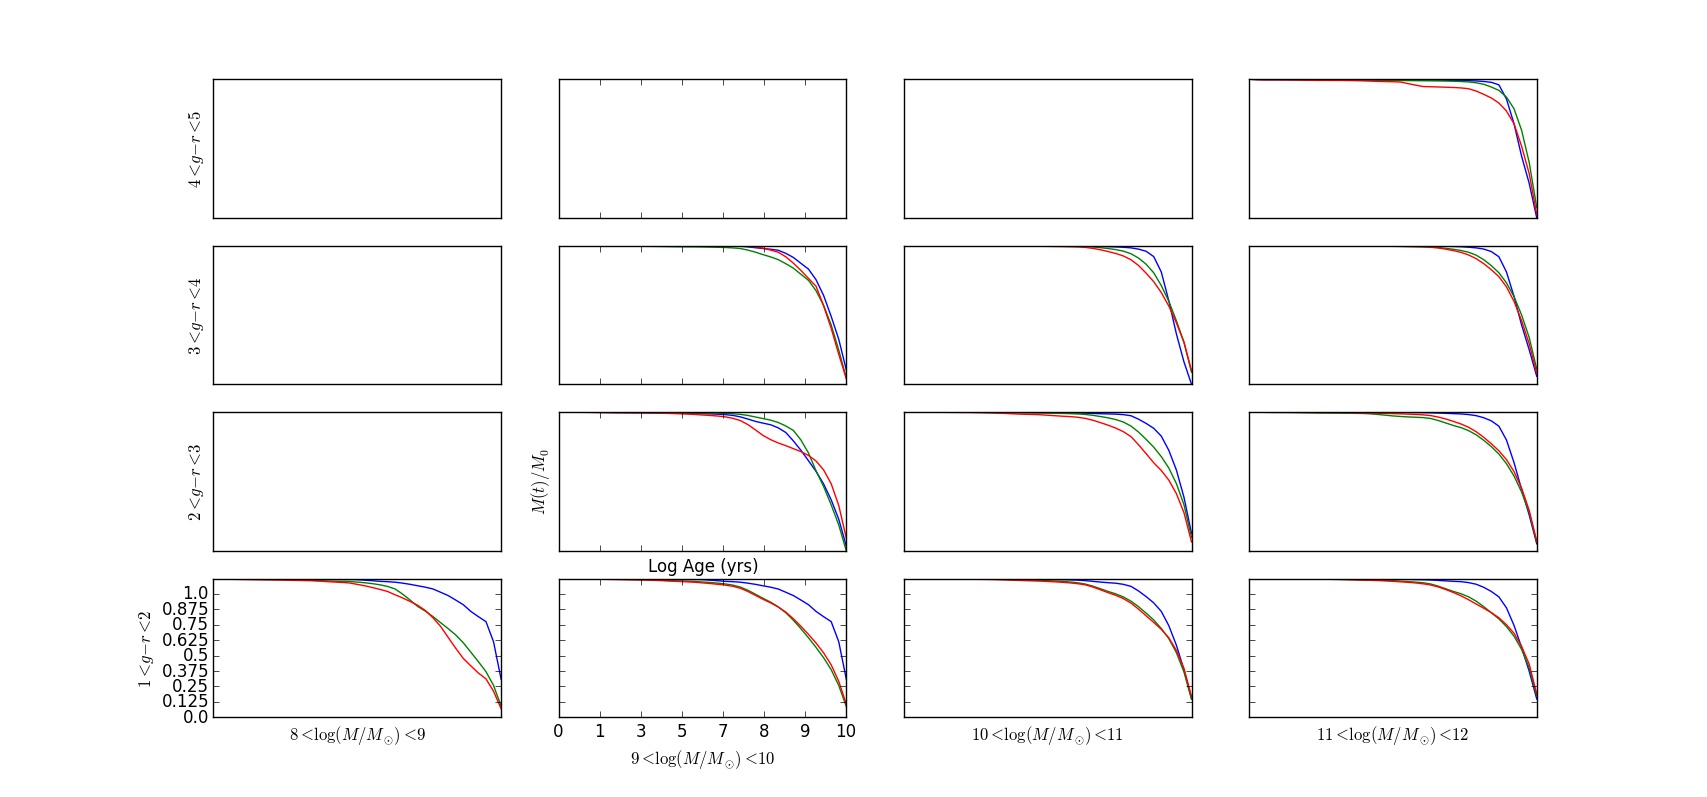 4<g−r<5
3<g−r<4
2<g−r<3
M(t)/M₀
Log Age (yrs)
1<g−r<2
1.0
0.875
0.75
0.625
0.5
0.375
0.25
0.125
0.0
0 1 3 5 7 8 9 10
8<log(M/M⊙)<9
9<log(M/M⊙)<10
10<log(M/M⊙)<11
11<log(M/M⊙)<12